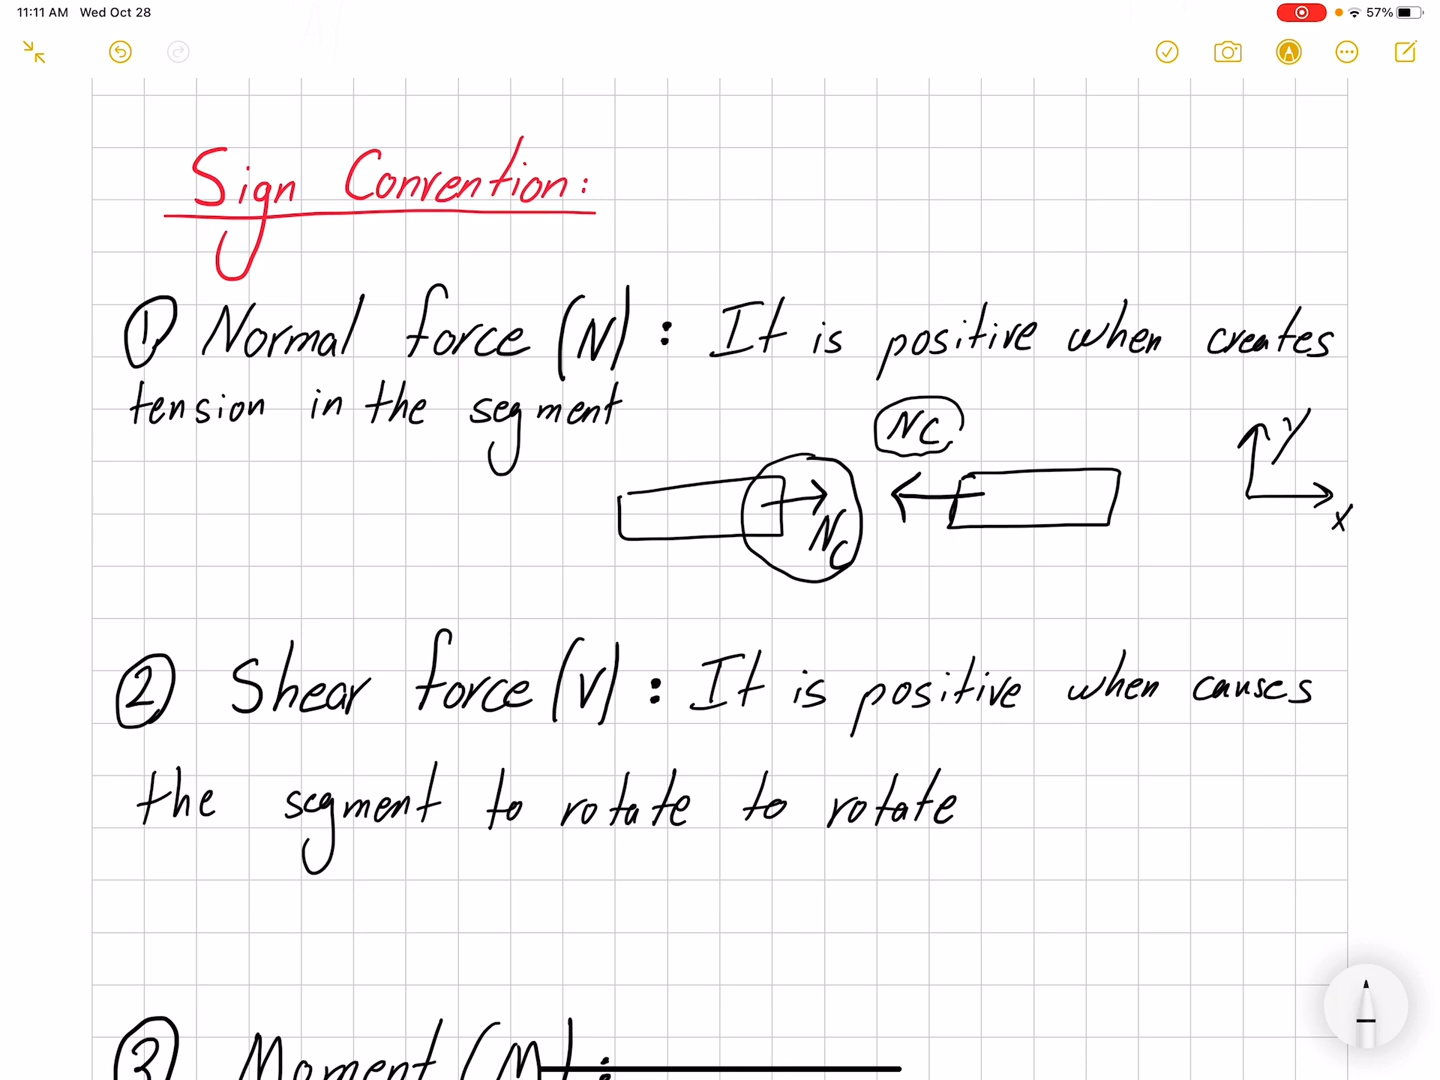 11:11 AM Wed Oct 28
57%
Sign Convention:
① Normal force (N) : It is positive when creates
tension in the segment
NC
NC
y
x
② Shear force (V) : It is positive when causes
the segment to rotate to rotate
③ Moment (M) :